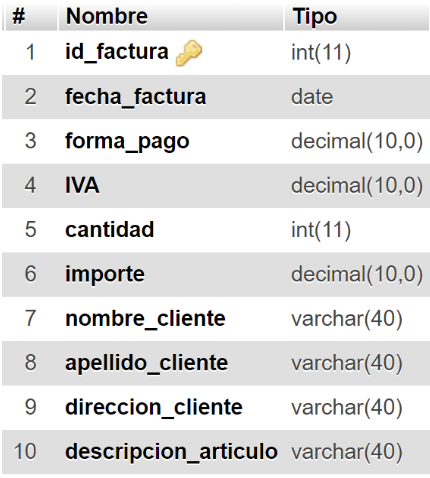 # Nombre Tipo
1 id_factura int(11)
2 fecha_factura date
3 forma_pago decimal(10,0)
4 IVA decimal(10,0)
5 cantidad int(11)
6 importe decimal(10,0)
7 nombre_cliente varchar(40)
8 apellido_cliente varchar(40)
9 direccion_cliente varchar(40)
10 descripcion_articulo varchar(40)